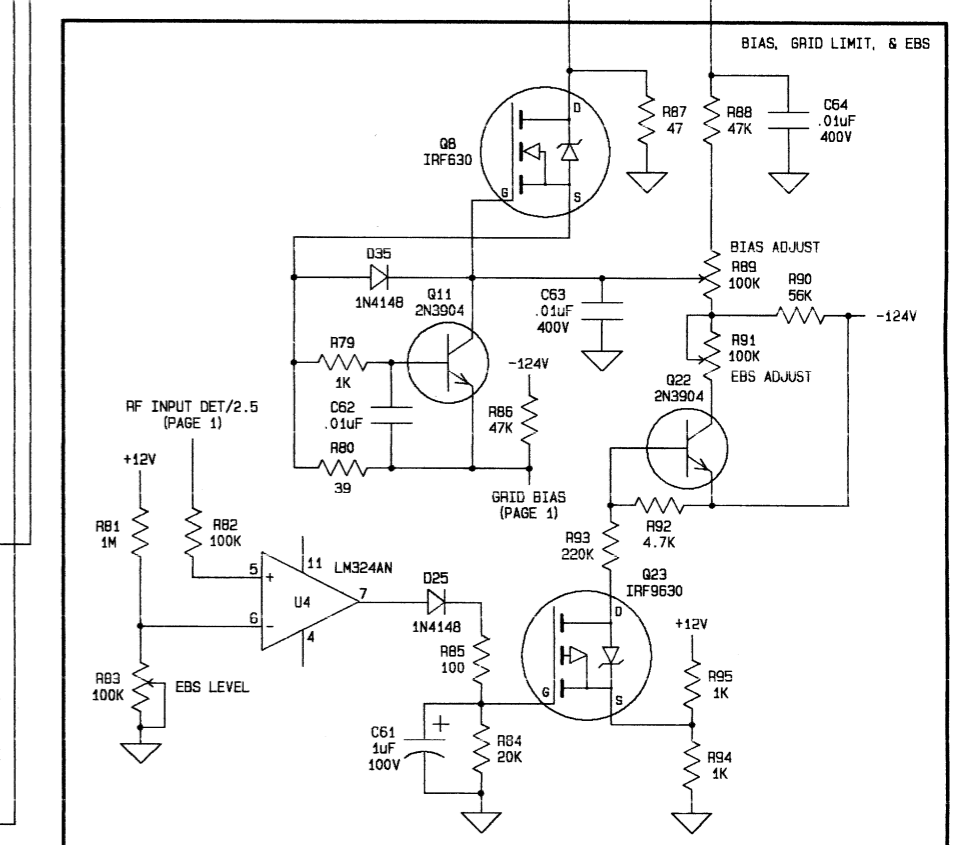 BIAS, GRID LIMIT, & EBS
Q8
IRF630
D
G
S
R87
47
R88
47K
C64
.01uF
400V
D35
1N4148
Q11
2N3904
C63
.01uF
400V
BIAS ADJUST
R89
100K
R90
56K
-124V
R79
1K
C62
.01uF
R80
39
-124V
R86
47K
GRID BIAS
(PAGE 1)
R91
100K
EBS ADJUST
Q22
2N3904
R92
4.7K
R93
220K
RF INPUT DET/2.5
(PAGE 1)
+12V
R81
1M
R82
100K
5
+
6
-
U4
11
4
7
LM324AN
D25
1N4148
R83
100K
EBS LEVEL
R85
100
C61
1uF
100V
+
R84
20K
Q23
IRF9630
D
G
S
+12V
R95
1K
R94
1K